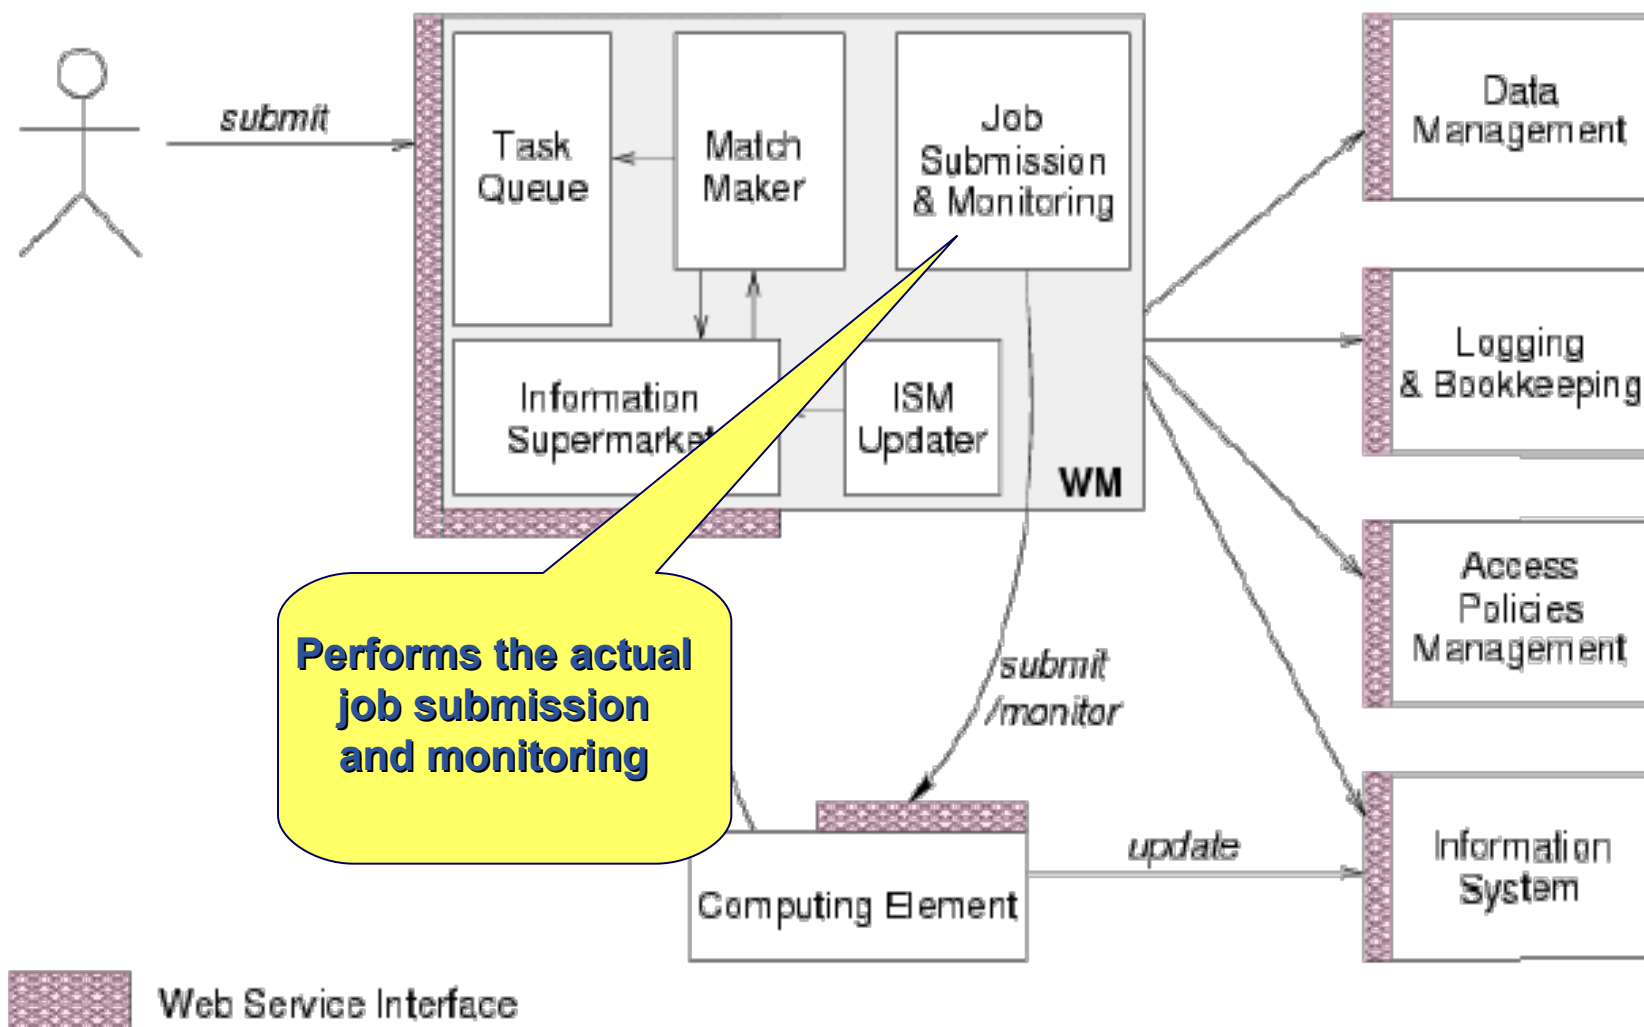 submit
Task
Queue
Match
Maker
Job
Submission
& Monitoring
Information
Supermarket
ISM
Updater
WM
Data
Management
Logging
& Bookkeeping
Access
Policies
Management
Information
System
Performs the actual
job submission
and monitoring
submit
/monitor
update
Computing Element
Web Service Interface